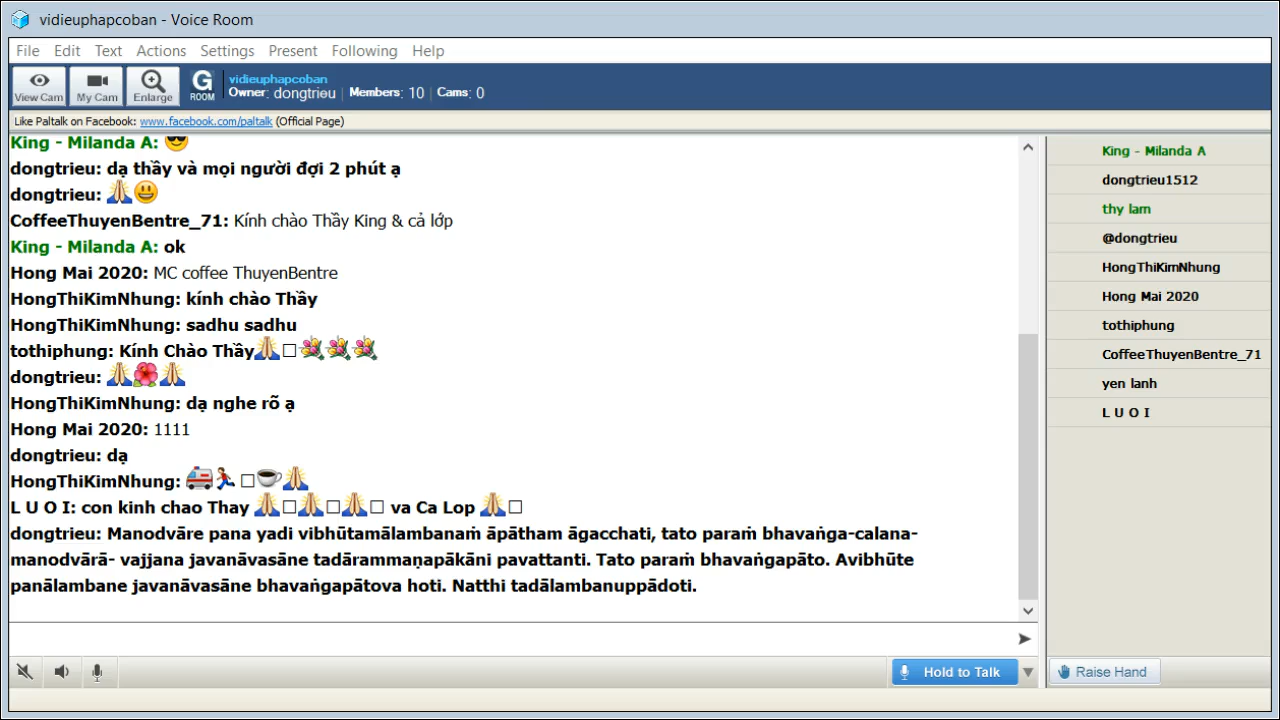 vidieuphapcoban - Voice Room
File Edit Text Actions Settings Present Following Help
View Cam My Cam Enlarge G ROOM
vidieuphapcoban
Owner: dongtrieu | Members: 10 | Cams: 0
Like Paltalk on Facebook: www.facebook.com/paltalk (Official Page)
King - Milanda A: 😎
dongtrieu: dạ thầy và mọi người đợi 2 phút ạ
dongtrieu: 🙏😃
CoffeeThuyenBentre_71: Kính chào Thầy King & cả lớp
King - Milanda A: ok
Hong Mai 2020: MC coffee ThuyenBentre
HongThiKimNhung: kính chào Thầy
HongThiKimNhung: sadhu sadhu
tothiphung: Kính Chào Thầy🙏□💐💐💐
dongtrieu: 🙏🌺🙏
HongThiKimNhung: dạ nghe rõ ạ
Hong Mai 2020: 1111
dongtrieu: dạ
HongThiKimNhung: 🚑🏃□☕🙏
L U O I: con kinh chao Thay 🙏□🙏□🙏□ va Ca Lop 🙏□
dongtrieu: Manodvāre pana yadi vibhūtamālambanaṁ āpātham āgacchati, tato paraṁ bhavaṅga-calana-
manodvārā- vajjana javanāvasāne tadārammaṇapākāni pavattanti. Tato paraṁ bhavaṅgapāto. Avibhūte
panālambane javanāvasāne bhavaṅgapātova hoti. Natthi tadālambanuppādoti.
King - Milanda A
dongtrieu1512
thy lam
@dongtrieu
HongThiKimNhung
Hong Mai 2020
tothiphung
CoffeeThuyenBentre_71
yen lanh
L U O I
Hold to Talk
Raise Hand